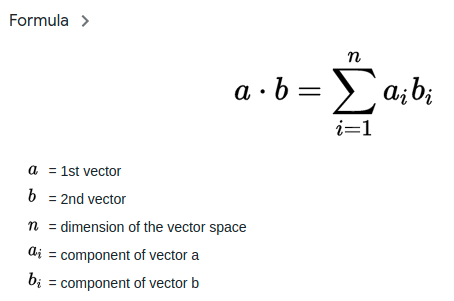 Formula >
a · b = ∑ᵢ₌₁ⁿ aᵢbᵢ
a = 1st vector
b = 2nd vector
n = dimension of the vector space
aᵢ = component of vector a
bᵢ = component of vector b